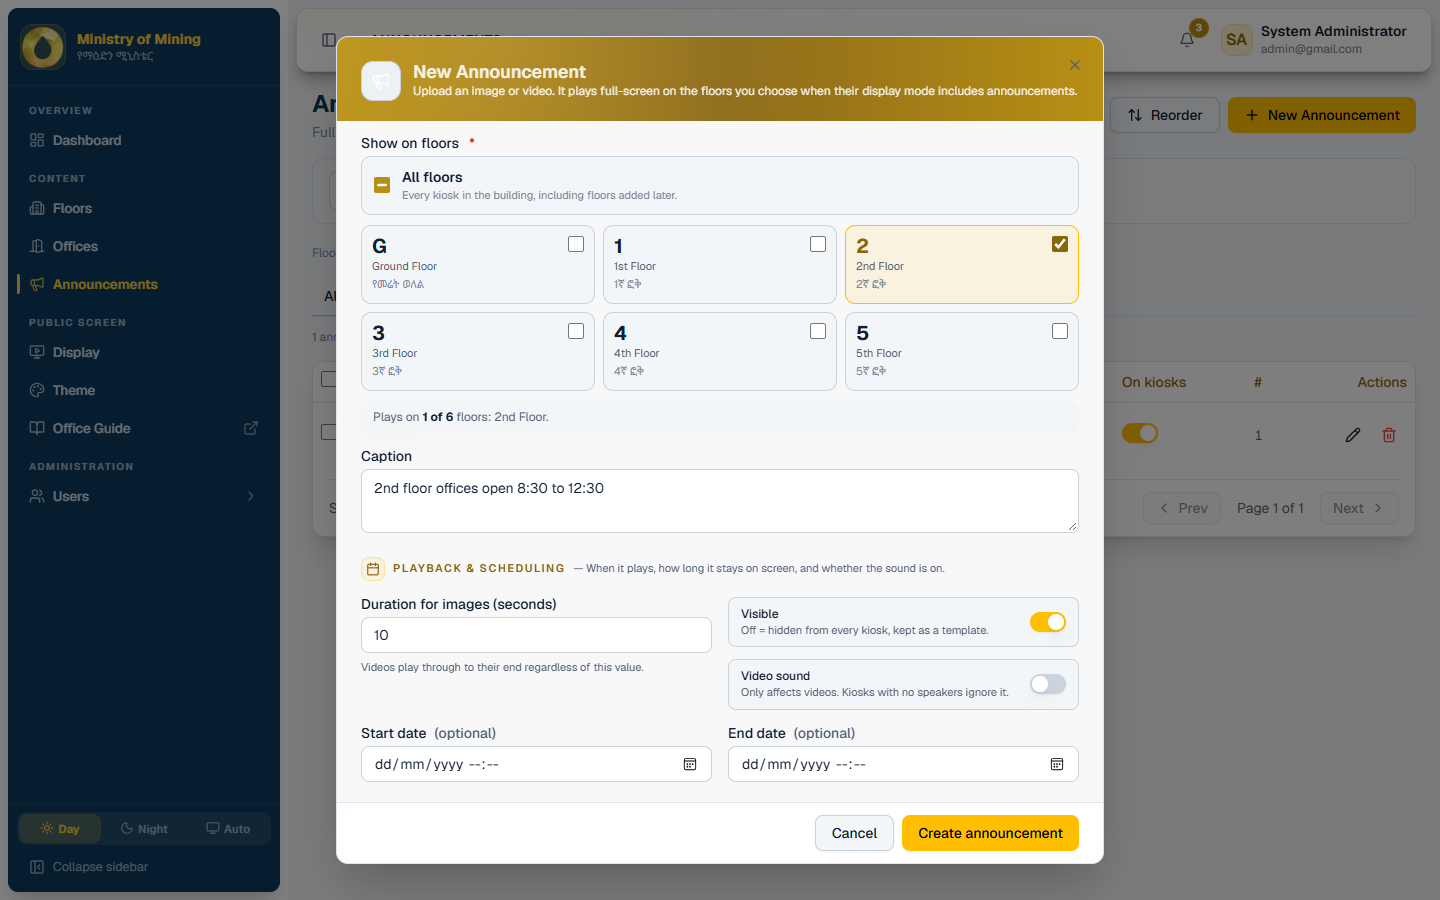 Ministry of Mining
የማዕድን ሚኒስቴር
OVERVIEW
Dashboard
CONTENT
Floors
Offices
Announcements
PUBLIC SCREEN
Display
Theme
Office Guide
ADMINISTRATION
Users
Day
Night
Auto
Collapse sidebar
3
SA
System Administrator
admin@gmail.com
Reorder
New Announcement
On kiosks
#
Actions
1
Prev
Page 1 of 1
Next
New Announcement
Upload an image or video. It plays full-screen on the floors you choose when their display mode includes announcements.
Show on floors *
All floors
Every kiosk in the building, including floors added later.
G
Ground Floor
የመሬት ወለል
1
1st Floor
1ኛ ፎቅ
2
2nd Floor
2ኛ ፎቅ
3
3rd Floor
3ኛ ፎቅ
4
4th Floor
4ኛ ፎቅ
5
5th Floor
5ኛ ፎቅ
Plays on 1 of 6 floors: 2nd Floor.
Caption
2nd floor offices open 8:30 to 12:30
PLAYBACK & SCHEDULING — When it plays, how long it stays on screen, and whether the sound is on.
Duration for images (seconds)
10
Videos play through to their end regardless of this value.
Visible
Off = hidden from every kiosk, kept as a template.
Video sound
Only affects videos. Kiosks with no speakers ignore it.
Start date (optional)
dd/mm/yyyy --:--
End date (optional)
dd/mm/yyyy --:--
Cancel
Create announcement